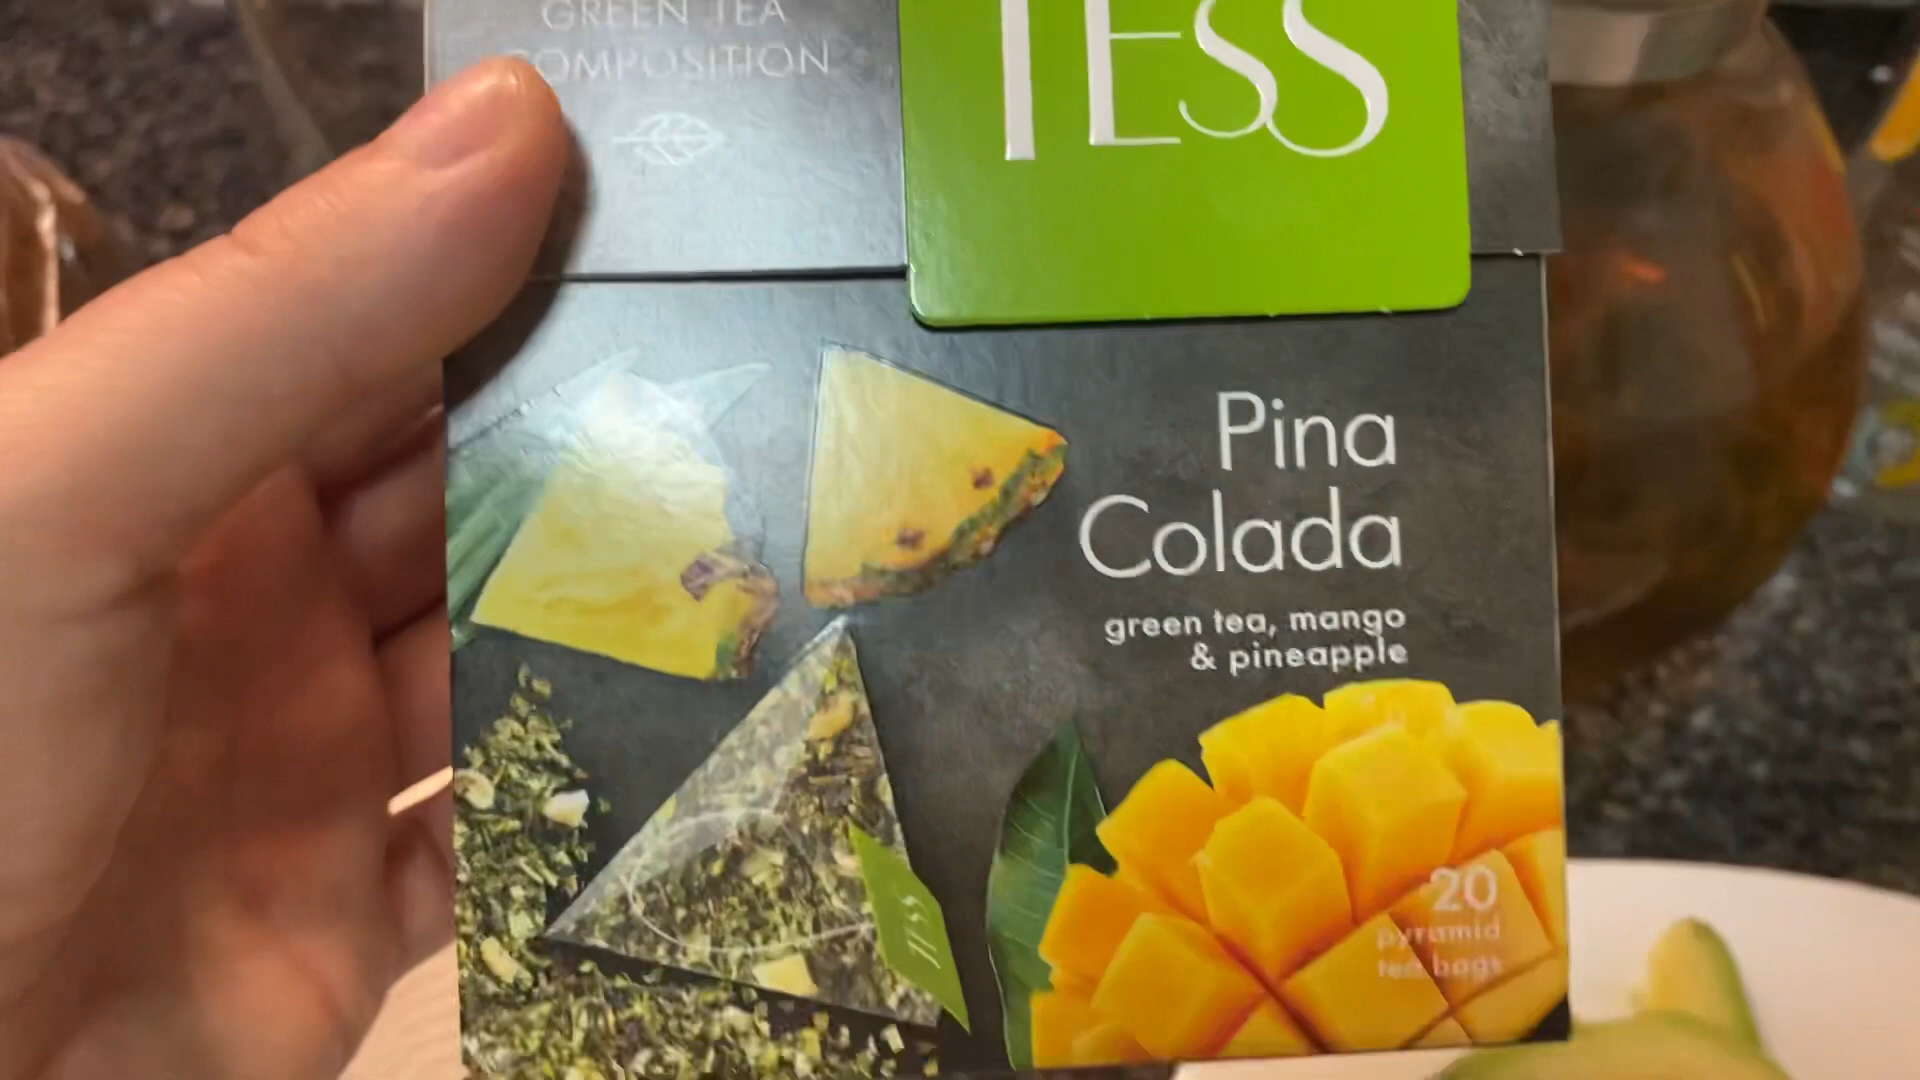 GREEN TEA
COMPOSITION
TESS
Pina
Colada
green tea, mango
& pineapple
TESS
20
pyramid
tea bags